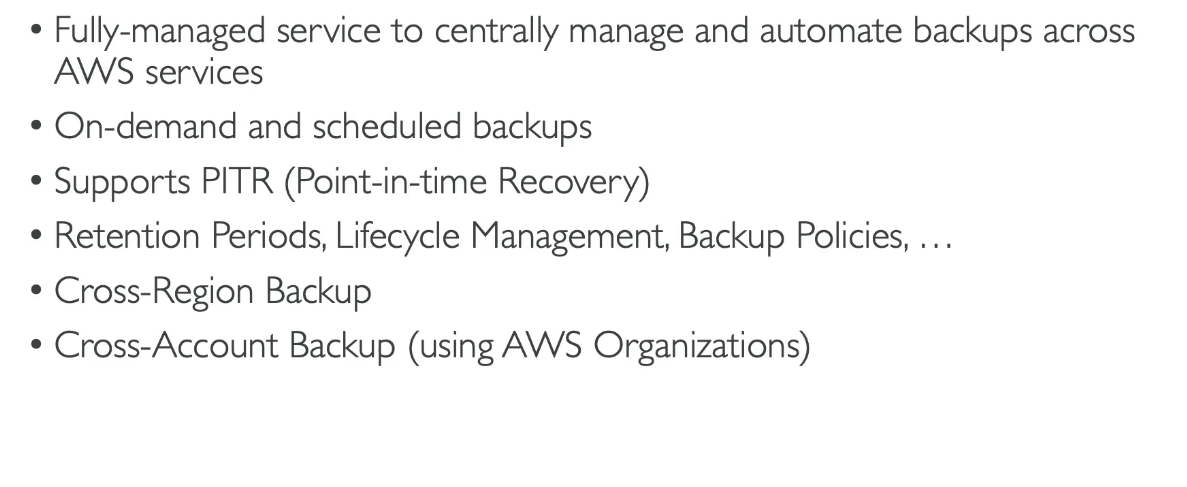 • Fully-managed service to centrally manage and automate backups across
AWS services
• On-demand and scheduled backups
• Supports PITR (Point-in-time Recovery)
• Retention Periods, Lifecycle Management, Backup Policies, …
• Cross-Region Backup
• Cross-Account Backup (using AWS Organizations)